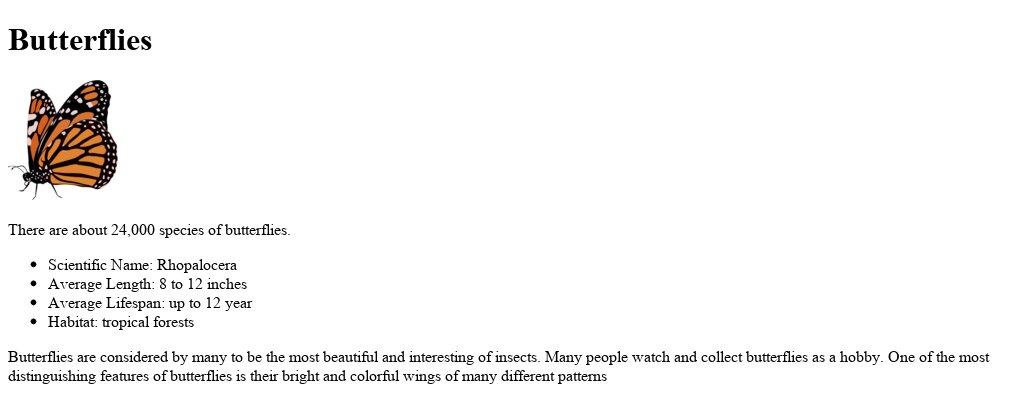 Butterflies
There are about 24,000 species of butterflies.
• Scientific Name: Rhopalocera
• Average Length: 8 to 12 inches
• Average Lifespan: up to 12 year
• Habitat: tropical forests
Butterflies are considered by many to be the most beautiful and interesting of insects. Many people watch and collect butterflies as a hobby. One of the most
distinguishing features of butterflies is their bright and colorful wings of many different patterns